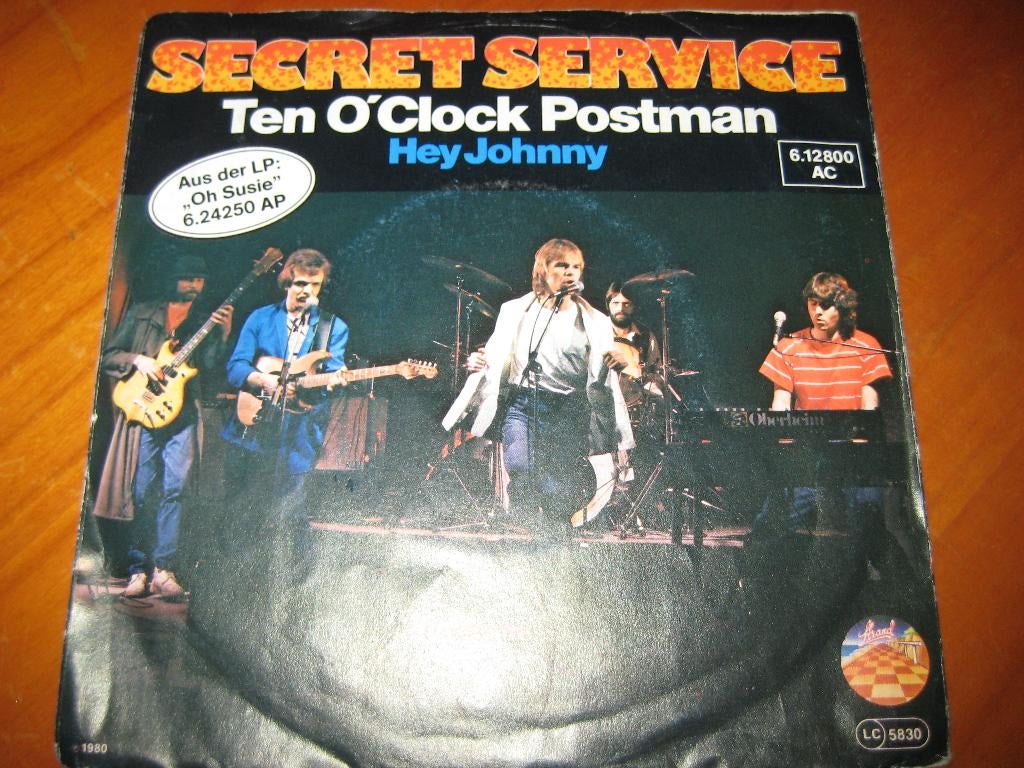 SECRET SERVICE
Ten O´Clock Postman
Hey Johnny
6.12800
AC
Aus der LP:
„Oh Susie”
6.24250 AP
Oberheim
Strand
℗ 1980
LC 5830